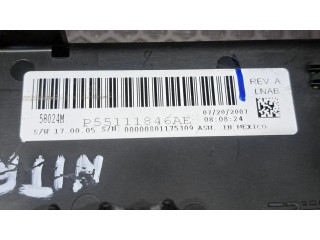 REV A
LNAB
58024M
P55111846AE
07/20/2007
08:08:24
S/W 17.00.05 S/N: 00000001175309 ASM. IN MEXICO